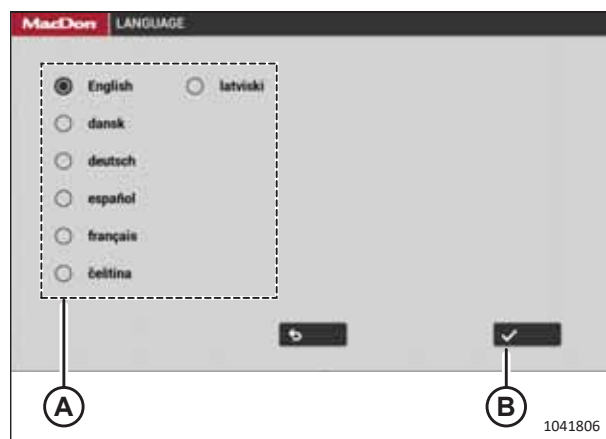 MacDon LANGUAGE
English latviski
dansk
deutsch
español
français
čeština
A B
1041806